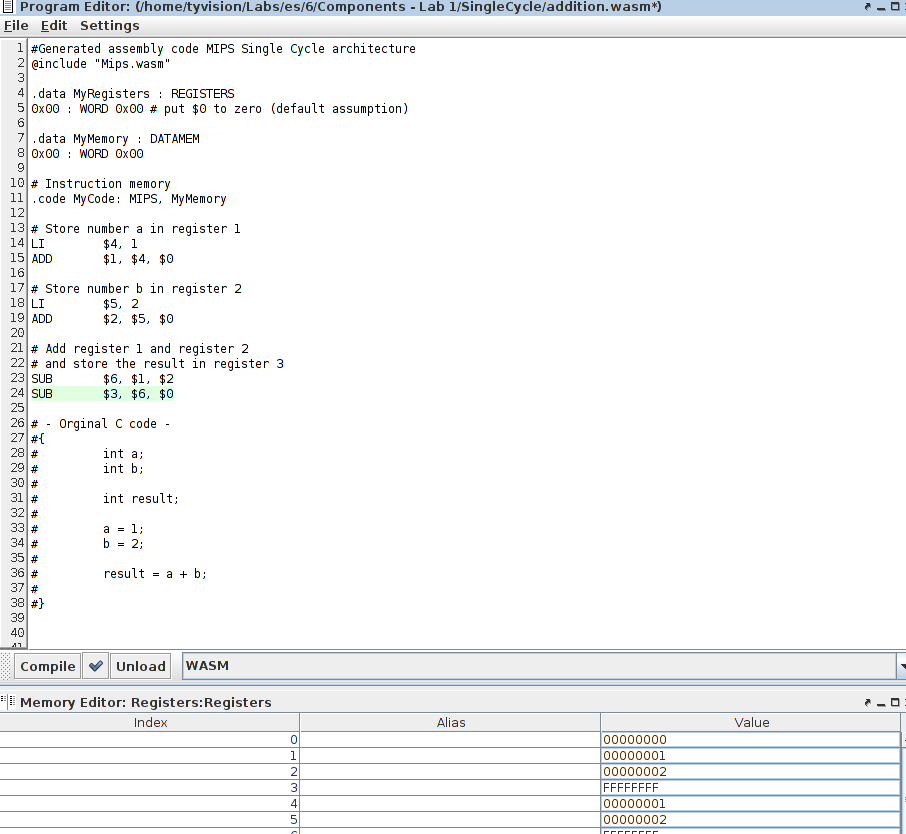 Program Editor: (/home/tyvision/Labs/es/6/Components - Lab 1/SingleCycle/addition.wasm*)
File Edit Settings
1 #Generated assembly code MIPS Single Cycle architecture
2 @include "Mips.wasm"
3
4 .data MyRegisters : REGISTERS
5 0x00 : WORD 0x00 # put $0 to zero (default assumption)
6
7 .data MyMemory : DATAMEM
8 0x00 : WORD 0x00
9
10 # Instruction memory
11 .code MyCode: MIPS, MyMemory
12
13 # Store number a in register 1
14 LI $4, 1
15 ADD $1, $4, $0
16
17 # Store number b in register 2
18 LI $5, 2
19 ADD $2, $5, $0
20
21 # Add register 1 and register 2
22 # and store the result in register 3
23 SUB $6, $1, $2
24 SUB $3, $6, $0
25
26 # - Orginal C code -
27 #{
28 # int a;
29 # int b;
30 #
31 # int result;
32 #
33 # a = 1;
34 # b = 2;
35 #
36 # result = a + b;
37 #
38 #}
39
40
41
Compile Unload WASM
Memory Editor: Registers:Registers
Index Alias Value
0 00000000
1 00000001
2 00000002
3 FFFFFFFF
4 00000001
5 00000002